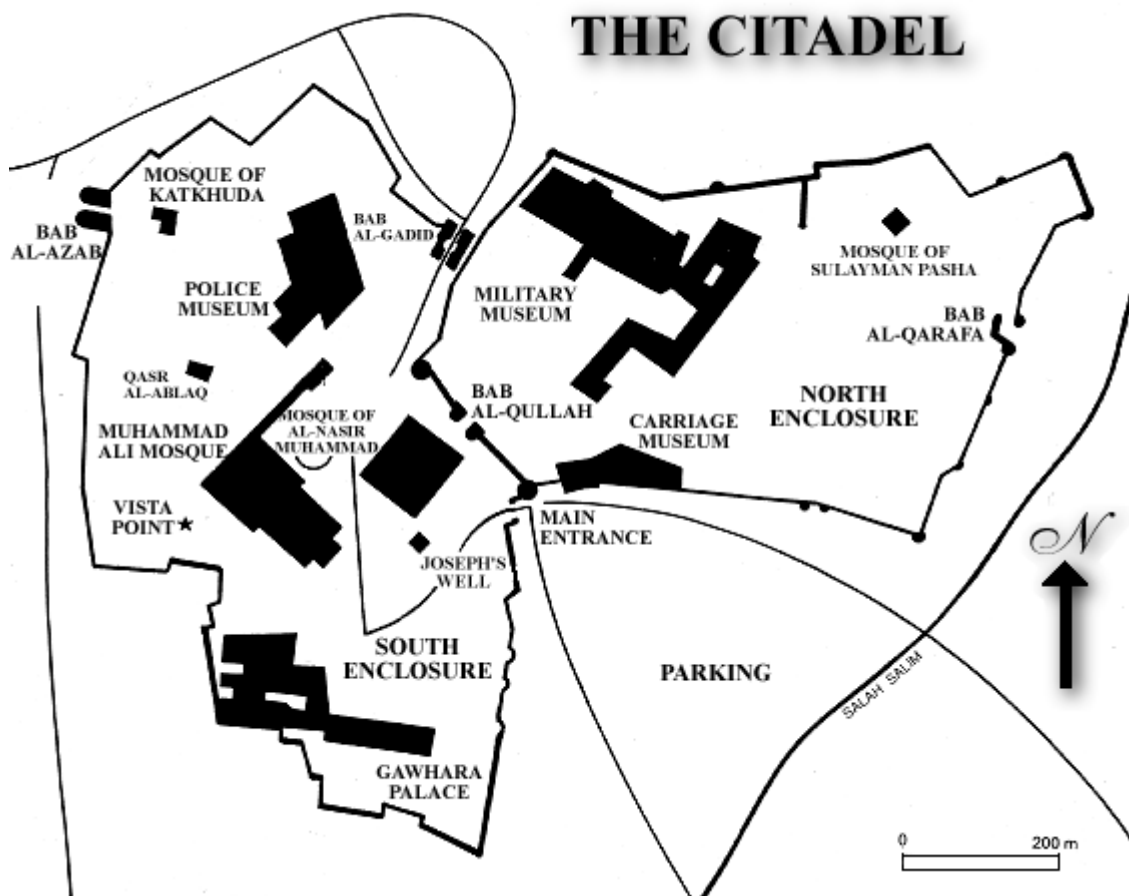 THE CITADEL
MOSQUE OF
KATKHUDA
BAB
AL-AZAB
BAB
AL-GADID
POLICE
MUSEUM
MILITARY
MUSEUM
MOSQUE OF
SULAYMAN PASHA
BAB
AL-QARAFA
QASR
AL-ABLAQ
MOSQUE OF
AL-NASIR
MUHAMMAD
BAB
AL-QULLAH
CARRIAGE
MUSEUM
NORTH
ENCLOSURE
MUHAMMAD
ALI MOSQUE
VISTA
POINT
MAIN
ENTRANCE
JOSEPH'S
WELL
N
SOUTH
ENCLOSURE
PARKING
SALAH SALIM
GAWHARA
PALACE
0 200 m